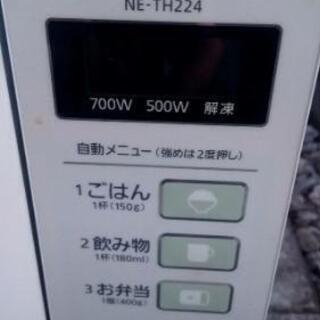 NE-TH224
700W 500W 解凍
自動メニュー(強めは2度押し)
1 ごはん
1杯(150g)
2 飲み物
1杯(180ml)
3 お弁当
1個(400g)